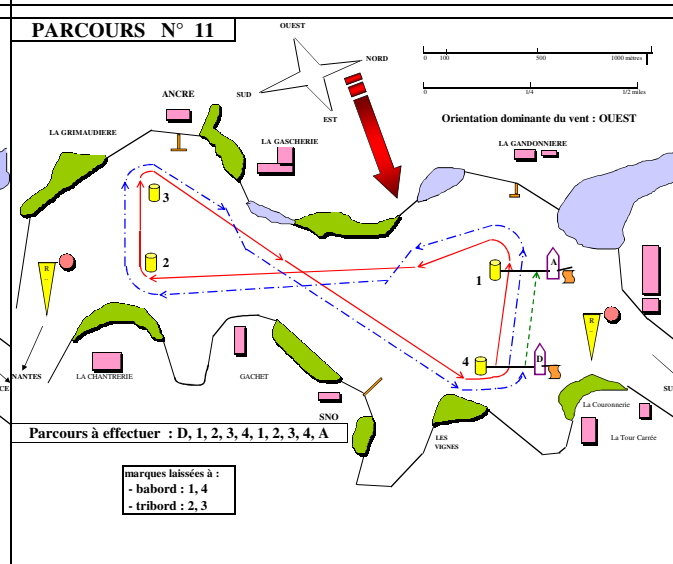 PARCOURS N° 11
OUEST
NORD
SUD
EST
0 100 500 1000 mètres
0 1/4 1/2 miles
Orientation dominante du vent : OUEST
ANCRE
LA GRIMAUDIERE
LA GASCHERIE
LA GANDONNIERE
3
2
1
A
R
R
4
D
NANTES
CE
LA CHANTRERIE
GACHET
SNO
SU
La Couronnerie
La Tour Carrée
LES
VIGNES
Parcours à effectuer : D, 1, 2, 3, 4, 1, 2, 3, 4, A
marques laissées à :
- babord : 1, 4
- tribord : 2, 3